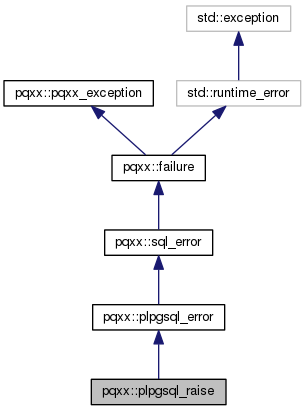 std::exception
pqxx::pqxx_exception
std::runtime_error
pqxx::failure
pqxx::sql_error
pqxx::plpgsql_error
pqxx::plpgsql_raise